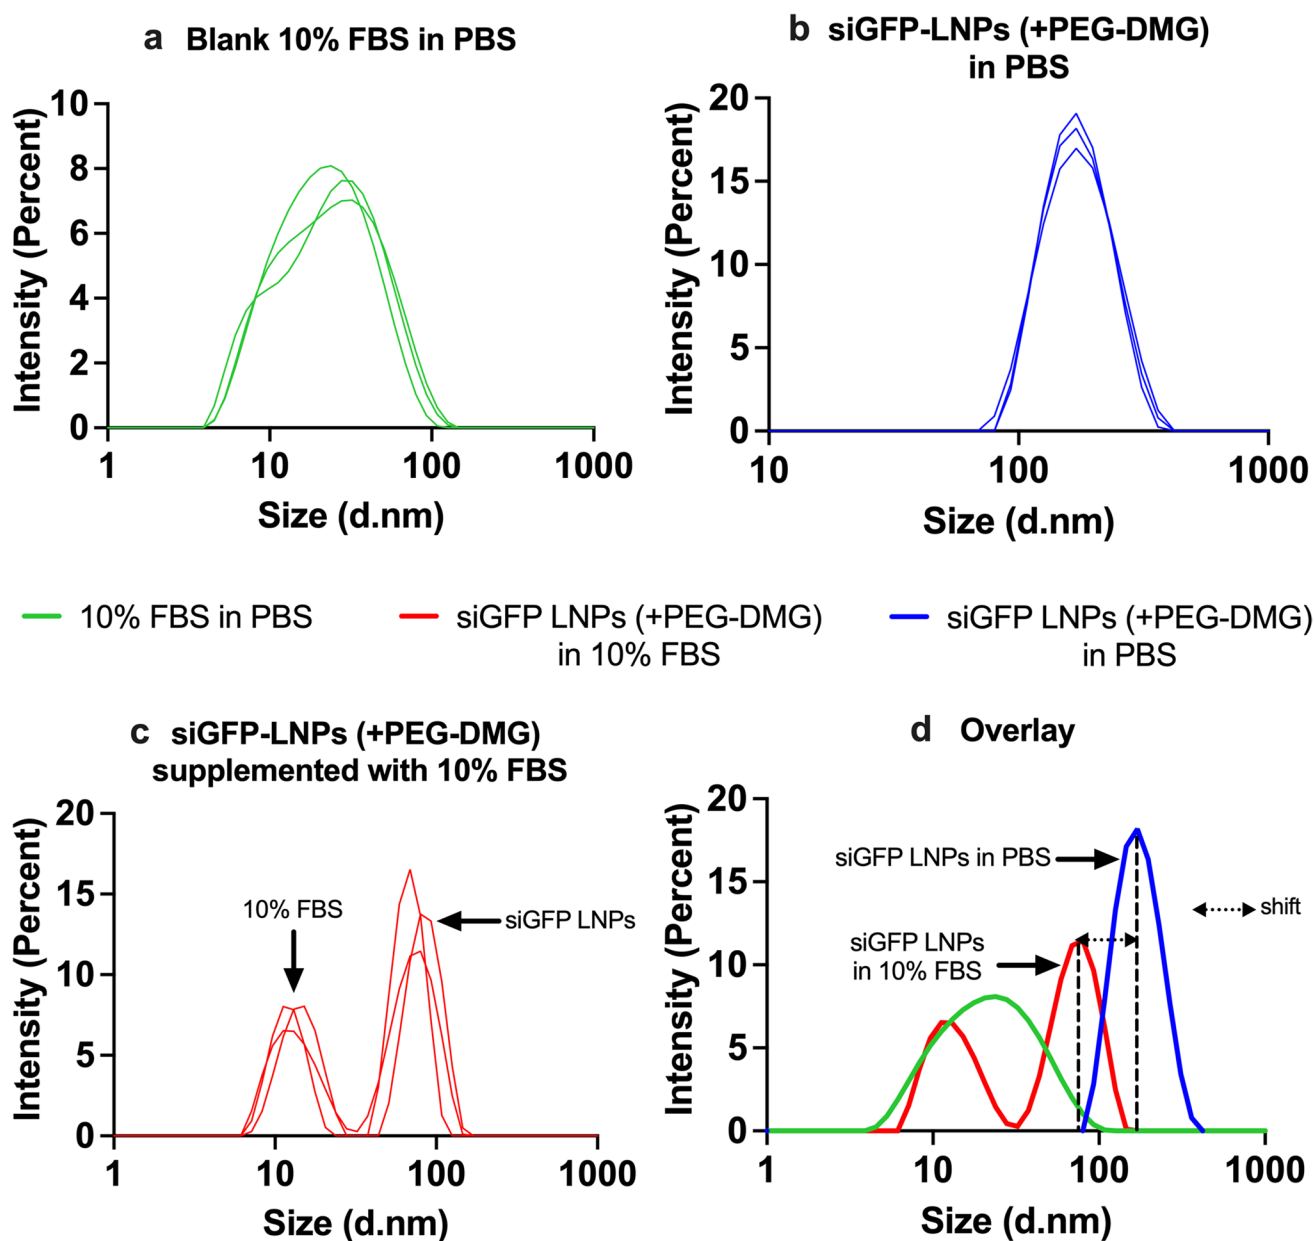 a Blank 10% FBS in PBS
Intensity (Percent)
10
8
6
4
2
0
1 10 100 1000
Size (d.nm)
b siGFP-LNPs (+PEG-DMG)
in PBS
Intensity (Percent)
20
15
10
5
0
10 100 1000
Size (d.nm)
10% FBS in PBS
siGFP LNPs (+PEG-DMG)
in 10% FBS
siGFP LNPs (+PEG-DMG)
in PBS
c siGFP-LNPs (+PEG-DMG)
supplemented with 10% FBS
Intensity (Percent)
20
15
10
5
0
10% FBS
siGFP LNPs
1 10 100 1000
Size (d.nm)
d Overlay
Intensity (Percent)
20
15
10
5
0
siGFP LNPs in PBS
shift
siGFP LNPs
in 10% FBS
1 10 100 1000
Size (d.nm)